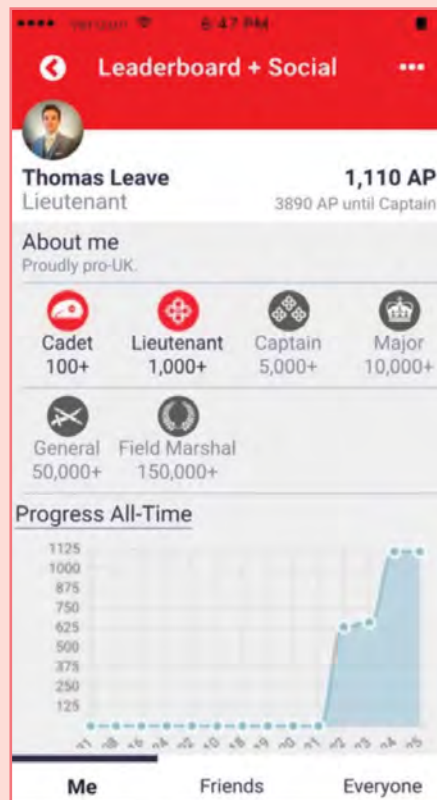 6:47 PM
Leaderboard + Social
Thomas Leave
1,110 AP
Lieutenant
3890 AP until Captain
About me
Proudly pro-UK.
Cadet
Lieutenant
Captain
Major
100+
1,000+
5,000+
10,000+
General
Field Marshal
50,000+
150,000+
Progress All-Time
1125
1000
875
750
625
500
375
250
125
Me
Friends
Everyone